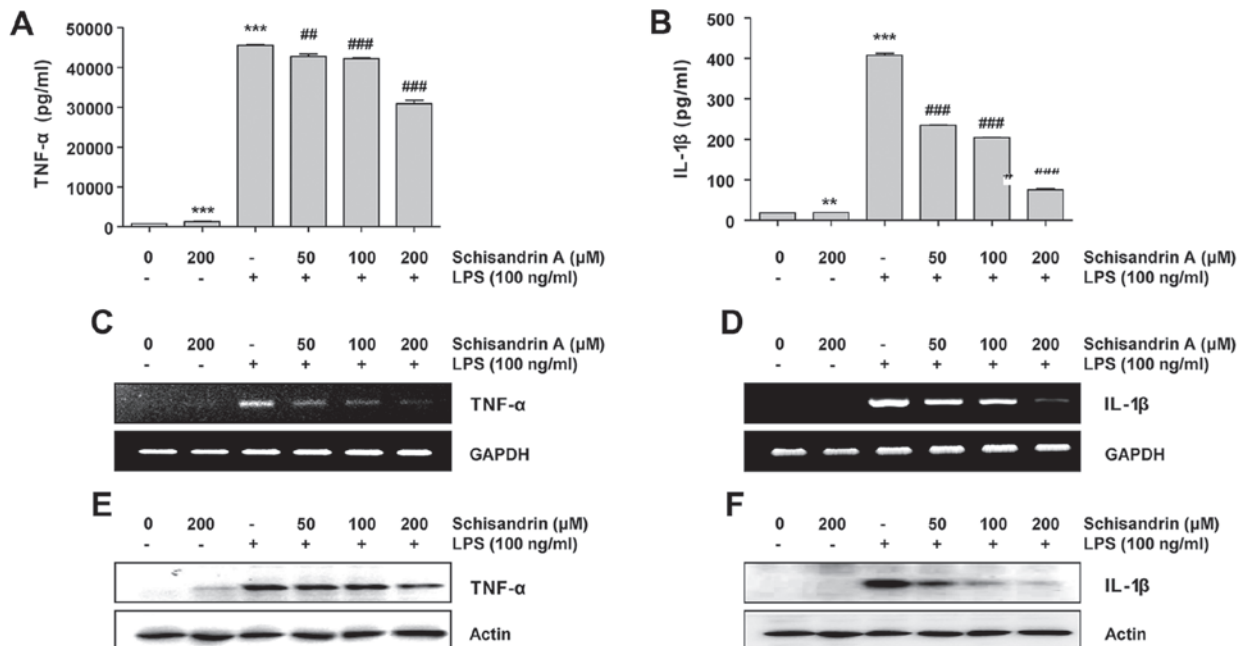 A
TNF-α (pg/ml)
50000
40000
30000
20000
10000
0
***
***
##
###
###
0 200 - 50 100 200 Schisandrin A (µM)
- - + + + + LPS (100 ng/ml)
B
IL-1β (pg/ml)
500
400
300
200
100
0
**
***
###
###
#
###
0 200 - 50 100 200 Schisandrin A (µM)
- - + + + + LPS (100 ng/ml)
C
0 200 - 50 100 200 Schisandrin A (µM)
- - + + + + LPS (100 ng/ml)
TNF-α
GAPDH
D
0 200 - 50 100 200 Schisandrin A (µM)
- - + + + + LPS (100 ng/ml)
IL-1β
GAPDH
E
0 200 - 50 100 200 Schisandrin (µM)
- - + + + + LPS (100 ng/ml)
TNF-α
Actin
F
0 200 - 50 100 200 Schisandrin (µM)
- - + + + + LPS (100 ng/ml)
IL-1β
Actin